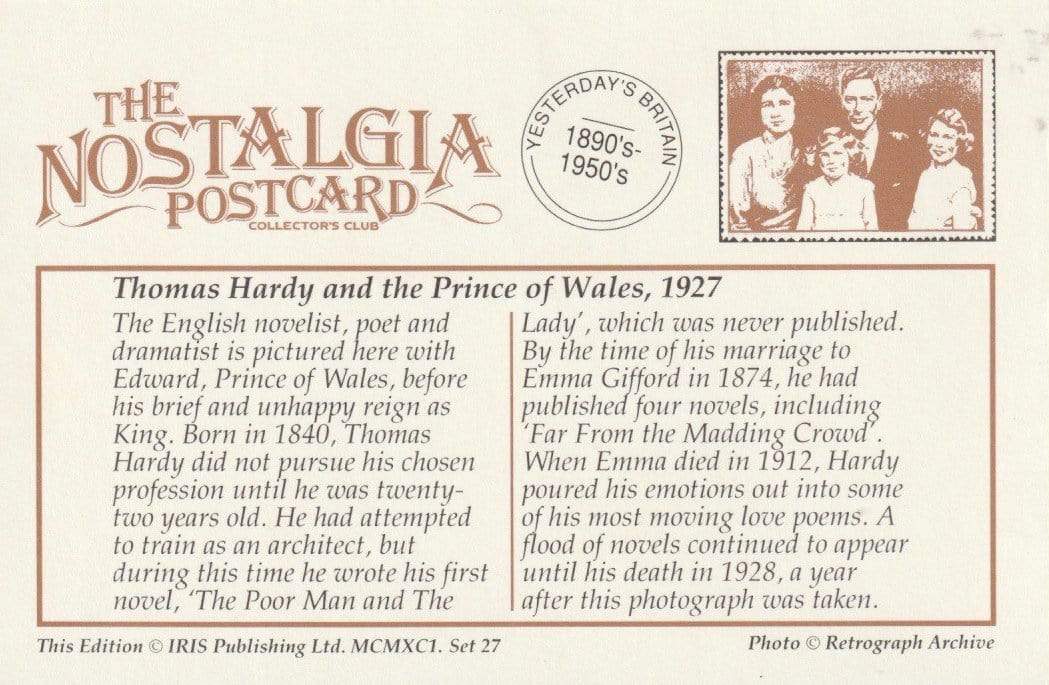 THE
NOSTALGIA
POSTCARD
COLLECTOR'S CLUB
YESTERDAY'S BRITAIN
1890's-
1950's
Thomas Hardy and the Prince of Wales, 1927
The English novelist, poet and
dramatist is pictured here with
Edward, Prince of Wales, before
his brief and unhappy reign as
King. Born in 1840, Thomas
Hardy did not pursue his chosen
profession until he was twenty-
two years old. He had attempted
to train as an architect, but
during this time he wrote his first
novel, 'The Poor Man and The
Lady', which was never published.
By the time of his marriage to
Emma Gifford in 1874, he had
published four novels, including
'Far From the Madding Crowd'.
When Emma died in 1912, Hardy
poured his emotions out into some
of his most moving love poems. A
flood of novels continued to appear
until his death in 1928, a year
after this photograph was taken.
This Edition © IRIS Publishing Ltd. MCMXC1. Set 27
Photo © Retrograph Archive